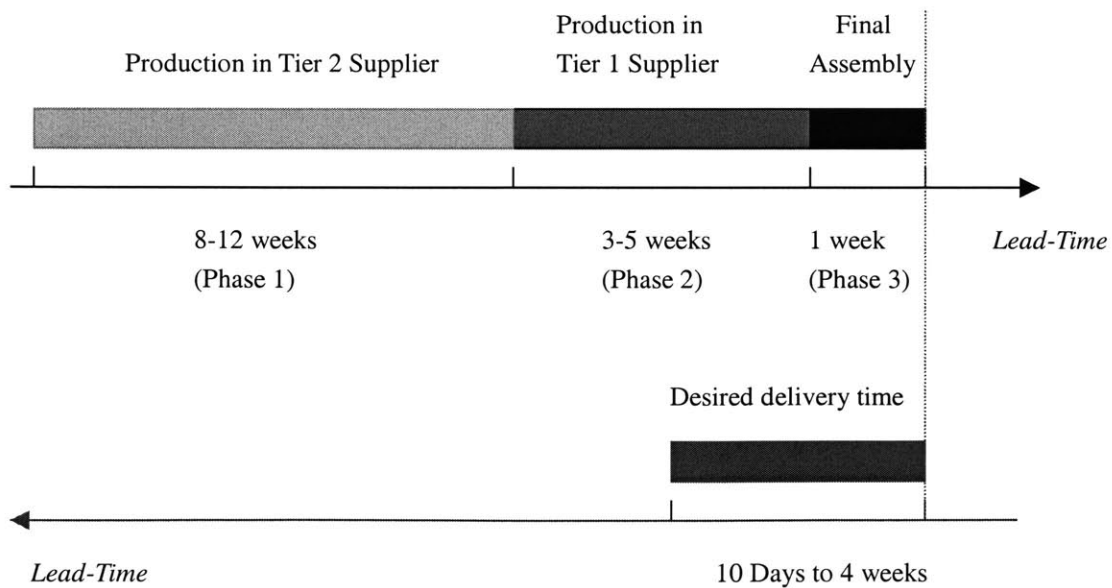 Production in Tier 2 Supplier
Production in
Tier 1 Supplier
Final
Assembly
8-12 weeks
(Phase 1)
3-5 weeks
(Phase 2)
1 week
(Phase 3)
Lead-Time
Desired delivery time
Lead-Time
10 Days to 4 weeks